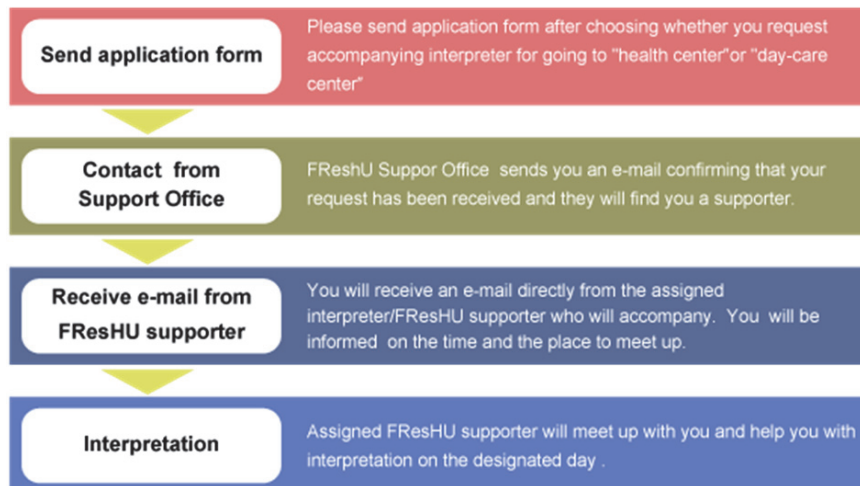 Send application form
Please send application form after choosing whether you request
accompanying interpreter for going to "health center"or "day-care
center"
Contact from
Support Office
FReshU Suppor Office sends you an e-mail confirming that your
request has been received and they will find you a supporter.
Receive e-mail from
FResHU supporter
You will receive an e-mail directly from the assigned
interpreter/FResHU supporter who will accompany. You will be
informed on the time and the place to meet up.
Interpretation
Assigned FResHU supporter will meet up with you and help you with
interpretation on the designated day .